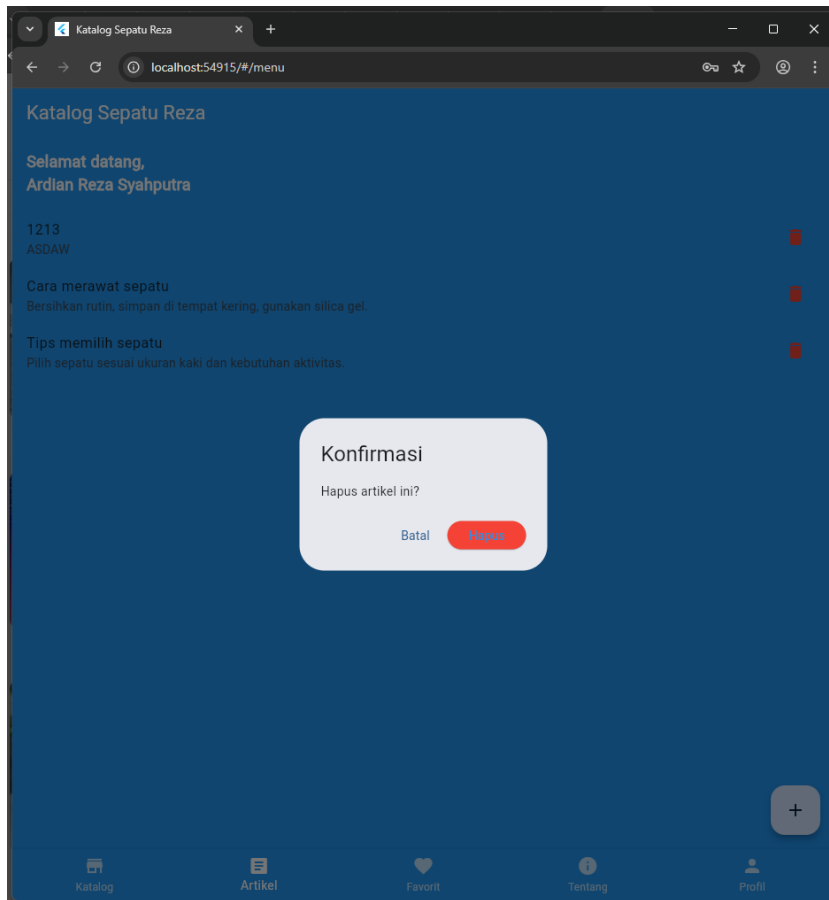 Katalog Sepatu Reza
localhost:54915/#/menu
Katalog Sepatu Reza
Selamat datang,
Ardian Reza Syahputra
1213
ASDAW
Cara merawat sepatu
Bersihkan rutin, simpan di tempat kering, gunakan silica gel.
Tips memilih sepatu
Pilih sepatu sesuai ukuran kaki dan kebutuhan aktivitas.
Konfirmasi
Hapus artikel ini?
Batal Hapus
Katalog Artikel Favorit Tentang Profil